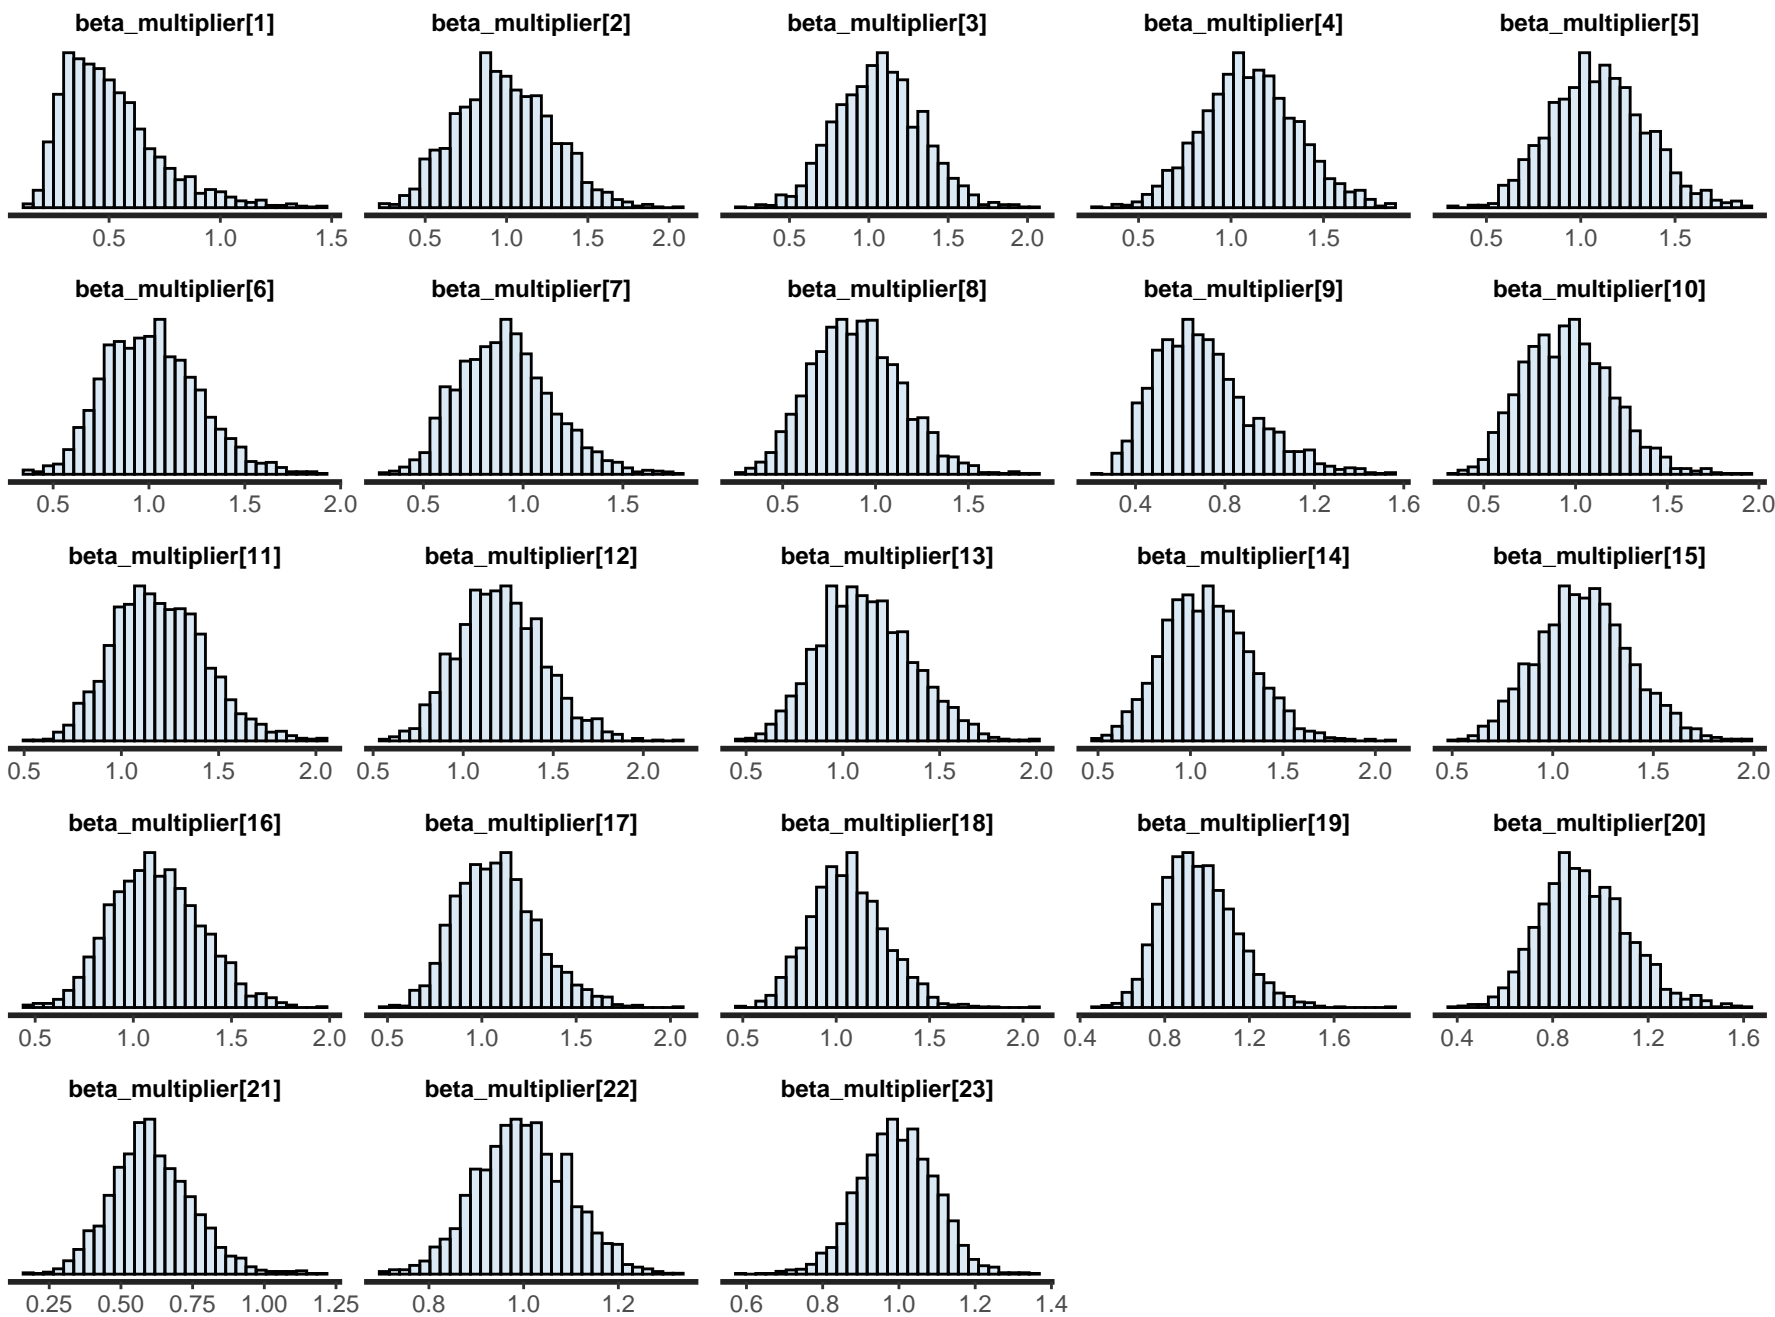 beta_multiplier[1] beta_multiplier[2] beta_multiplier[3] beta_multiplier[4] beta_multiplier[5]
0.5 1.0 1.5 0.5 1.0 1.5 2.0 0.5 1.0 1.5 2.0 0.5 1.0 1.5 0.5 1.0 1.5
beta_multiplier[6] beta_multiplier[7] beta_multiplier[8] beta_multiplier[9] beta_multiplier[10]
0.5 1.0 1.5 2.0 0.5 1.0 1.5 0.5 1.0 1.5 0.4 0.8 1.2 1.6 0.5 1.0 1.5 2.0
beta_multiplier[11] beta_multiplier[12] beta_multiplier[13] beta_multiplier[14] beta_multiplier[15]
0.5 1.0 1.5 2.0 0.5 1.0 1.5 2.0 0.5 1.0 1.5 2.0 0.5 1.0 1.5 2.0 0.5 1.0 1.5 2.0
beta_multiplier[16] beta_multiplier[17] beta_multiplier[18] beta_multiplier[19] beta_multiplier[20]
0.5 1.0 1.5 2.0 0.5 1.0 1.5 2.0 0.5 1.0 1.5 2.0 0.4 0.8 1.2 1.6 0.4 0.8 1.2 1.6
beta_multiplier[21] beta_multiplier[22] beta_multiplier[23]
0.25 0.50 0.75 1.00 1.25 0.8 1.0 1.2 0.6 0.8 1.0 1.2 1.4